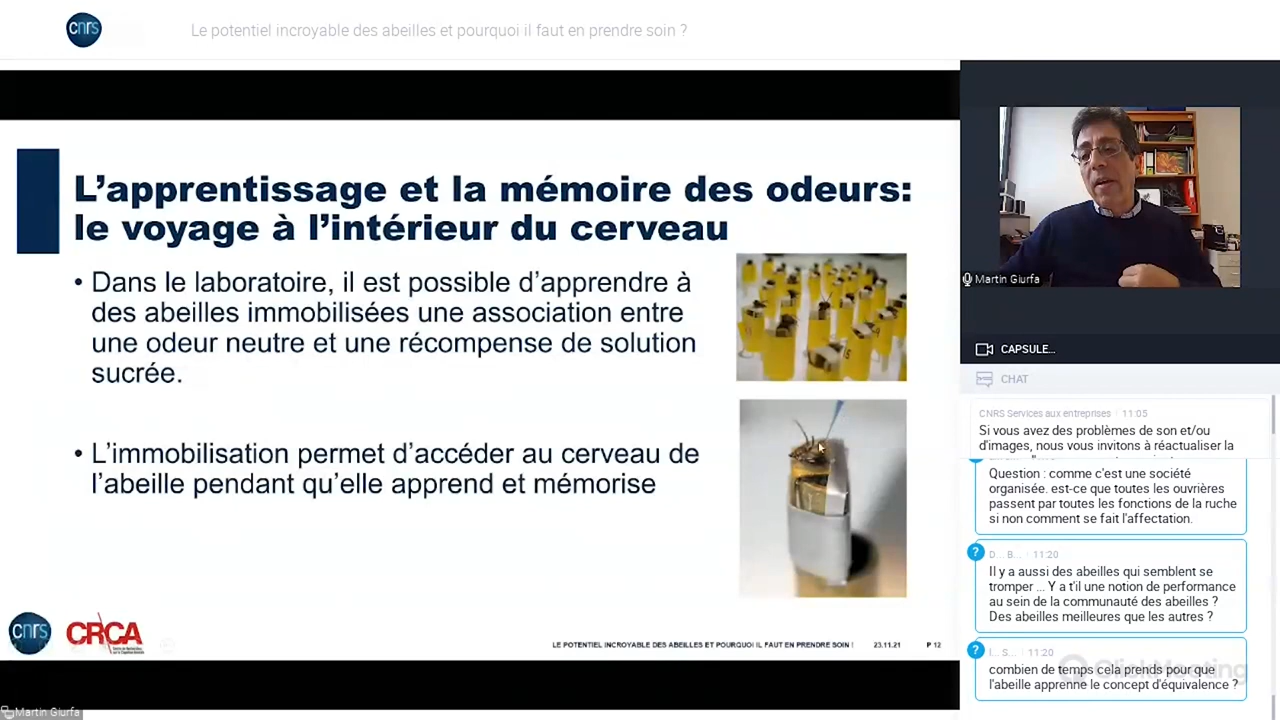 cnrs
Le potentiel incroyable des abeilles et pourquoi il faut en prendre soin ?
L’apprentissage et la mémoire des odeurs:
le voyage à l’intérieur du cerveau
• Dans le laboratoire, il est possible d’apprendre à
des abeilles immobilisées une association entre
une odeur neutre et une récompense de solution
sucrée.
• L’immobilisation permet d’accéder au cerveau de
l’abeille pendant qu’elle apprend et mémorise
cnrs
CRCA
LE POTENTIEL INCROYABLE DES ABEILLES ET POURQUOI IL FAUT EN PRENDRE SOIN !
23.11.21
P 12
Martin Giurfa
Martin Giurfa
CAPSULE...
CHAT
CNRS Services aux entreprises 11:05
Si vous avez des problèmes de son et/ou
d'images, nous vous invitons à réactualiser la
Question : comme c'est une société
organisée. est-ce que toutes les ouvrières
passent par toutes les fonctions de la ruche
si non comment se fait l'affectation.
? D... B... 11:20
Il y a aussi des abeilles qui semblent se
tromper ... Y a t'il une notion de performance
au sein de la communauté des abeilles ?
Des abeilles meilleures que les autres ?
? I... S... 11:20
combien de temps cela prends pour que
l'abeille apprenne le concept d'équivalence ?
ClickMeeting